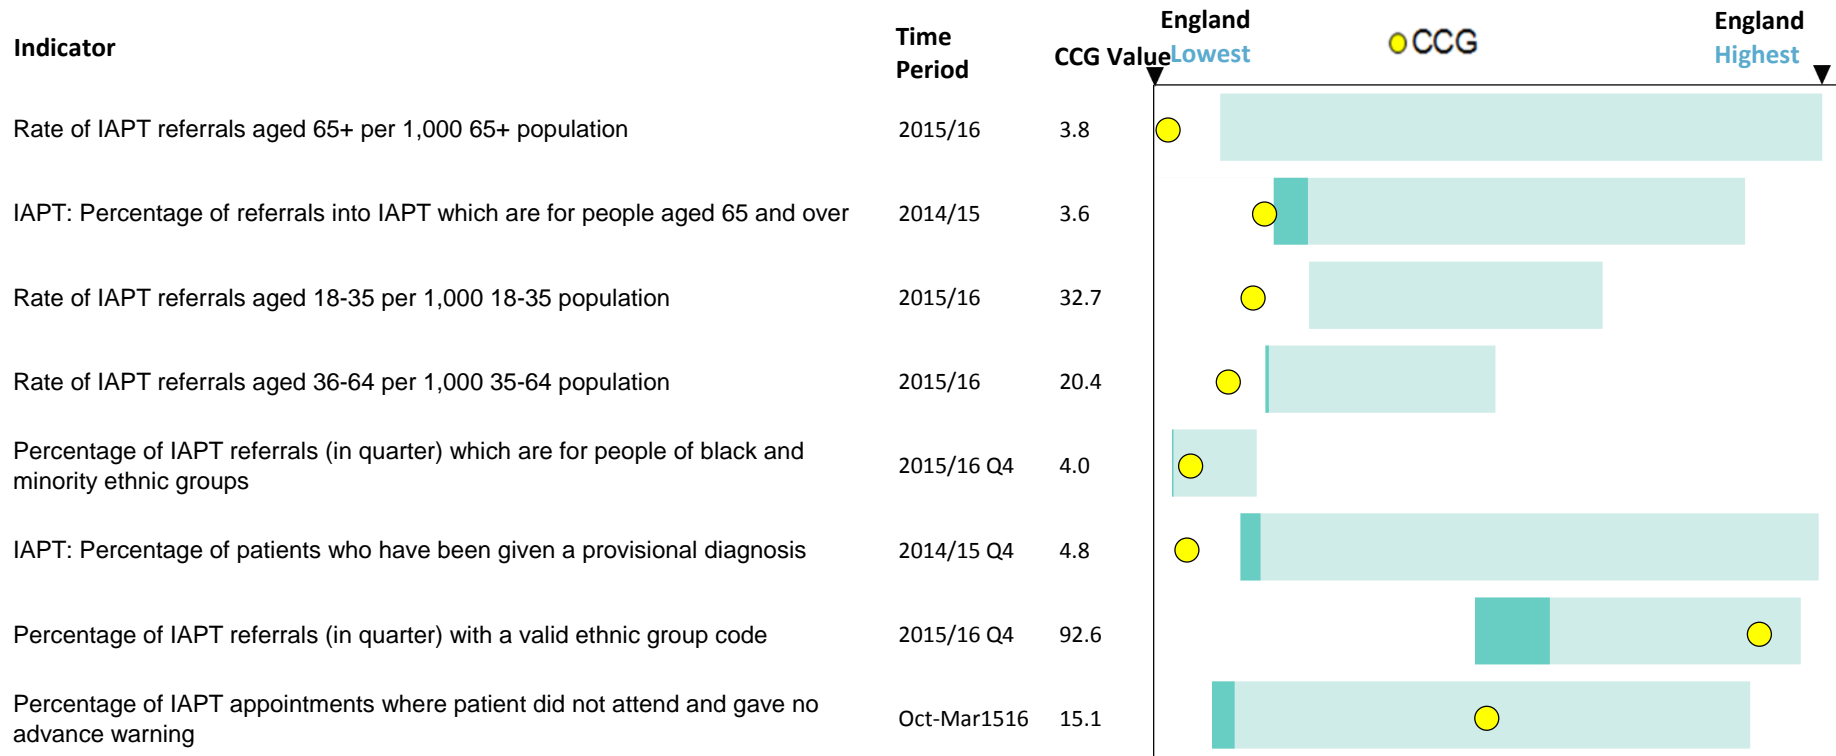 Indicator
Time
Period
CCG Value
England
Lowest
CCG
England
Highest
Rate of IAPT referrals aged 65+ per 1,000 65+ population 2015/16 3.8
IAPT: Percentage of referrals into IAPT which are for people aged 65 and over 2014/15 3.6
Rate of IAPT referrals aged 18-35 per 1,000 18-35 population 2015/16 32.7
Rate of IAPT referrals aged 36-64 per 1,000 35-64 population 2015/16 20.4
Percentage of IAPT referrals (in quarter) which are for people of black and
minority ethnic groups
2015/16 Q4 4.0
IAPT: Percentage of patients who have been given a provisional diagnosis 2014/15 Q4 4.8
Percentage of IAPT referrals (in quarter) with a valid ethnic group code 2015/16 Q4 92.6
Percentage of IAPT appointments where patient did not attend and gave no
advance warning
Oct-Mar1516 15.1